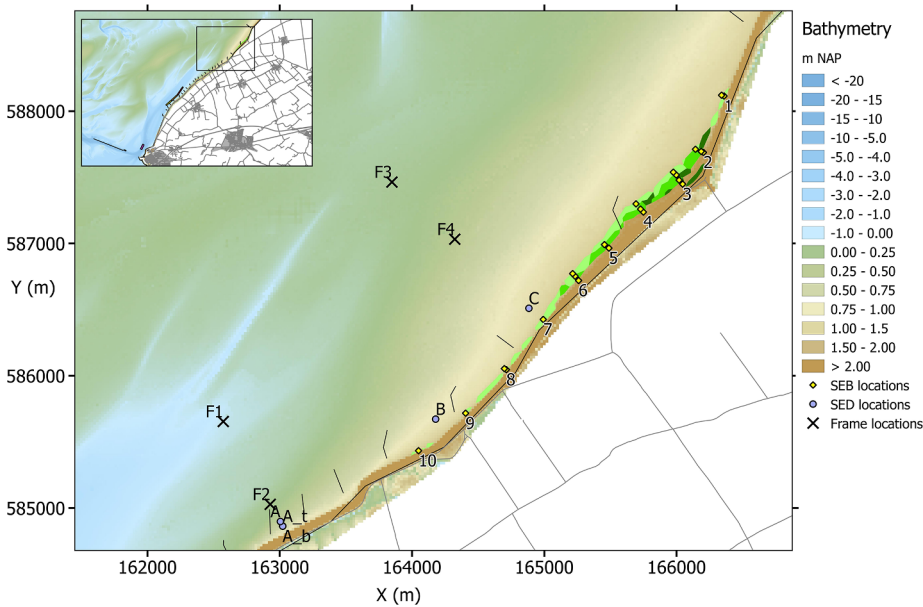 Bathymetry
m NAP
< -20
-20 - -15
-15 - -10
-10 - -5.0
-5.0 - -4.0
-4.0 - -3.0
-3.0 - -2.0
-2.0 - -1.0
-1.0 - 0.00
0.00 - 0.25
0.25 - 0.50
0.50 - 0.75
0.75 - 1.00
1.00 - 1.5
1.50 - 2.00
> 2.00
SEB locations
SED locations
Frame locations
588000
587000
Y (m)
586000
585000
1
2
F3
3
4
F4
5
6
C
7
8
F1
B
9
10
F2
A
A_t
A_b
162000
163000
164000
165000
166000
X (m)